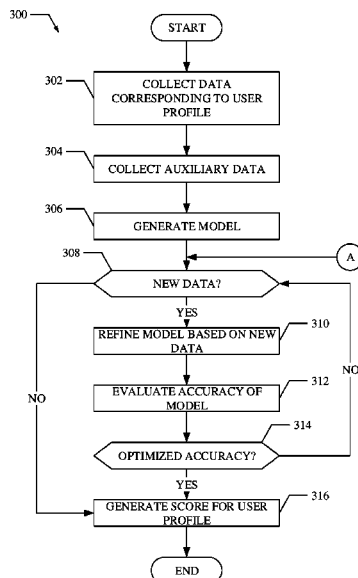 300
START
302
COLLECT DATA
CORRESPONDING TO USER
PROFILE
304
COLLECT AUXILIARY DATA
306
GENERATE MODEL
A
308
NEW DATA?
YES
310
REFINE MODEL BASED ON NEW
DATA
312
EVALUATE ACCURACY OF
MODEL
NO
NO
314
OPTIMIZED ACCURACY?
YES
316
GENERATE SCORE FOR USER
PROFILE
END